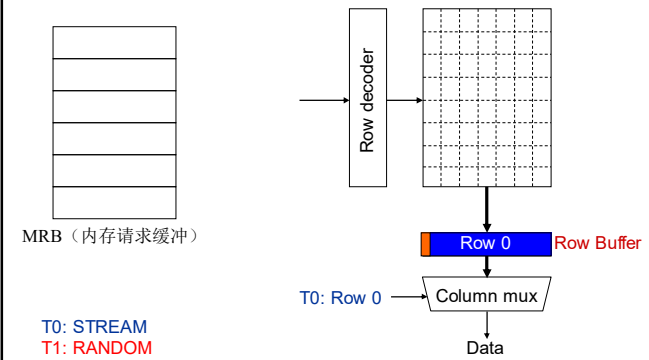 Row decoder
MRB（内存请求缓冲）
Row 0
Row Buffer
T0: Row 0
Column mux
T0: STREAM
T1: RANDOM
Data